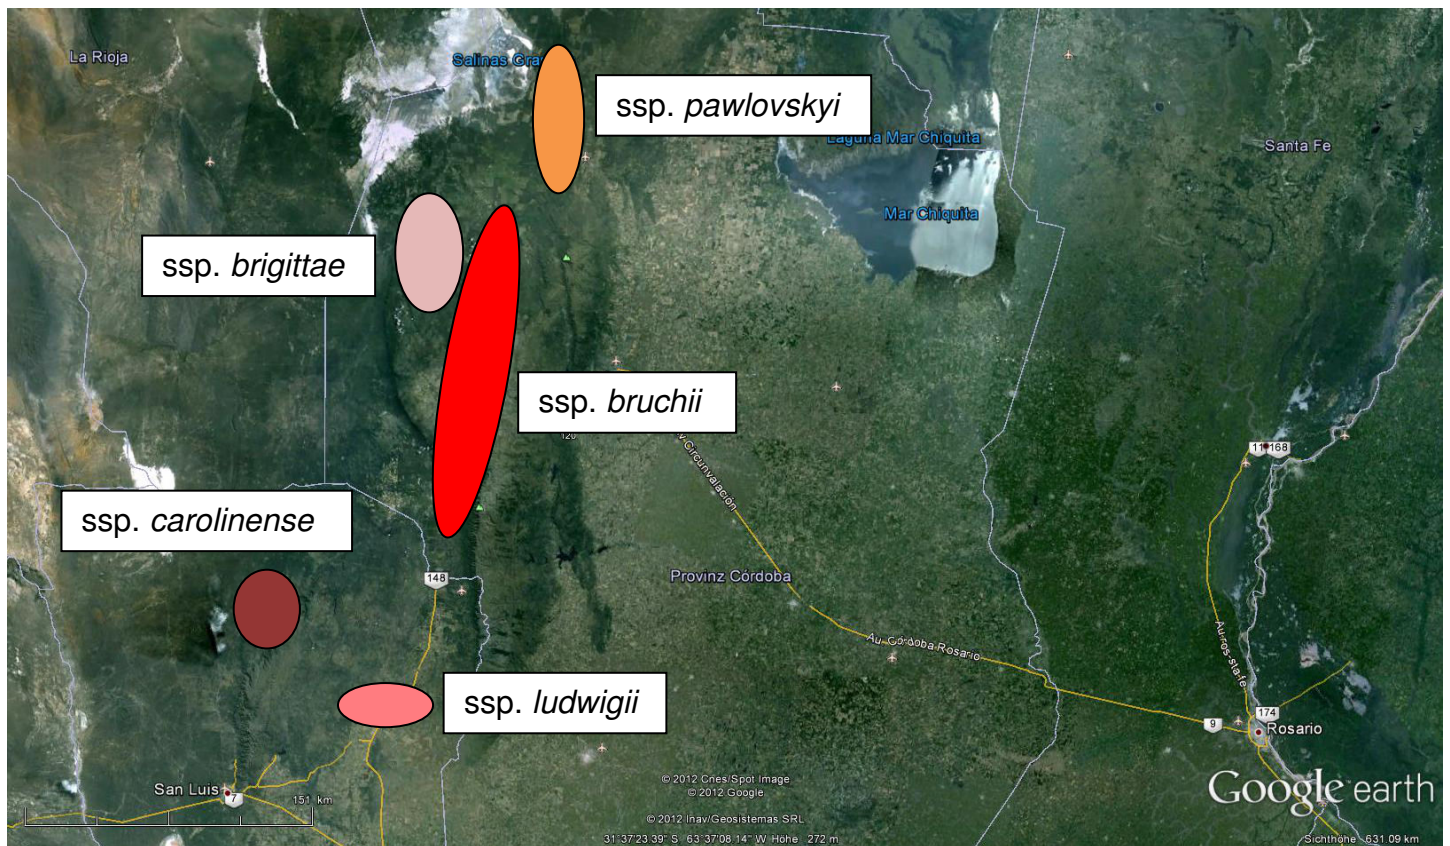 La Rioja
Salinas Gra
ssp. pawlovskyi
Laguna Mar Chiquita
Santa Fe
Mar Chiquita
ssp. brigittae
ssp. bruchii
120
v Circunvalación
11 168
ssp. carolinense
148
Provinz Córdoba
Au. Córdoba Rosario
Au ros-sta fe
ssp. ludwigii
174
9
Rosario
San Luis
7
151 km
© 2012 Cnes/Spot Image
© 2012 Google
© 2012 Inav/Geosistemas SRL
Google earth
31°37'23.39" S 63°37'08.14" W Höhe 272 m
Sichthöhe 631.09 km